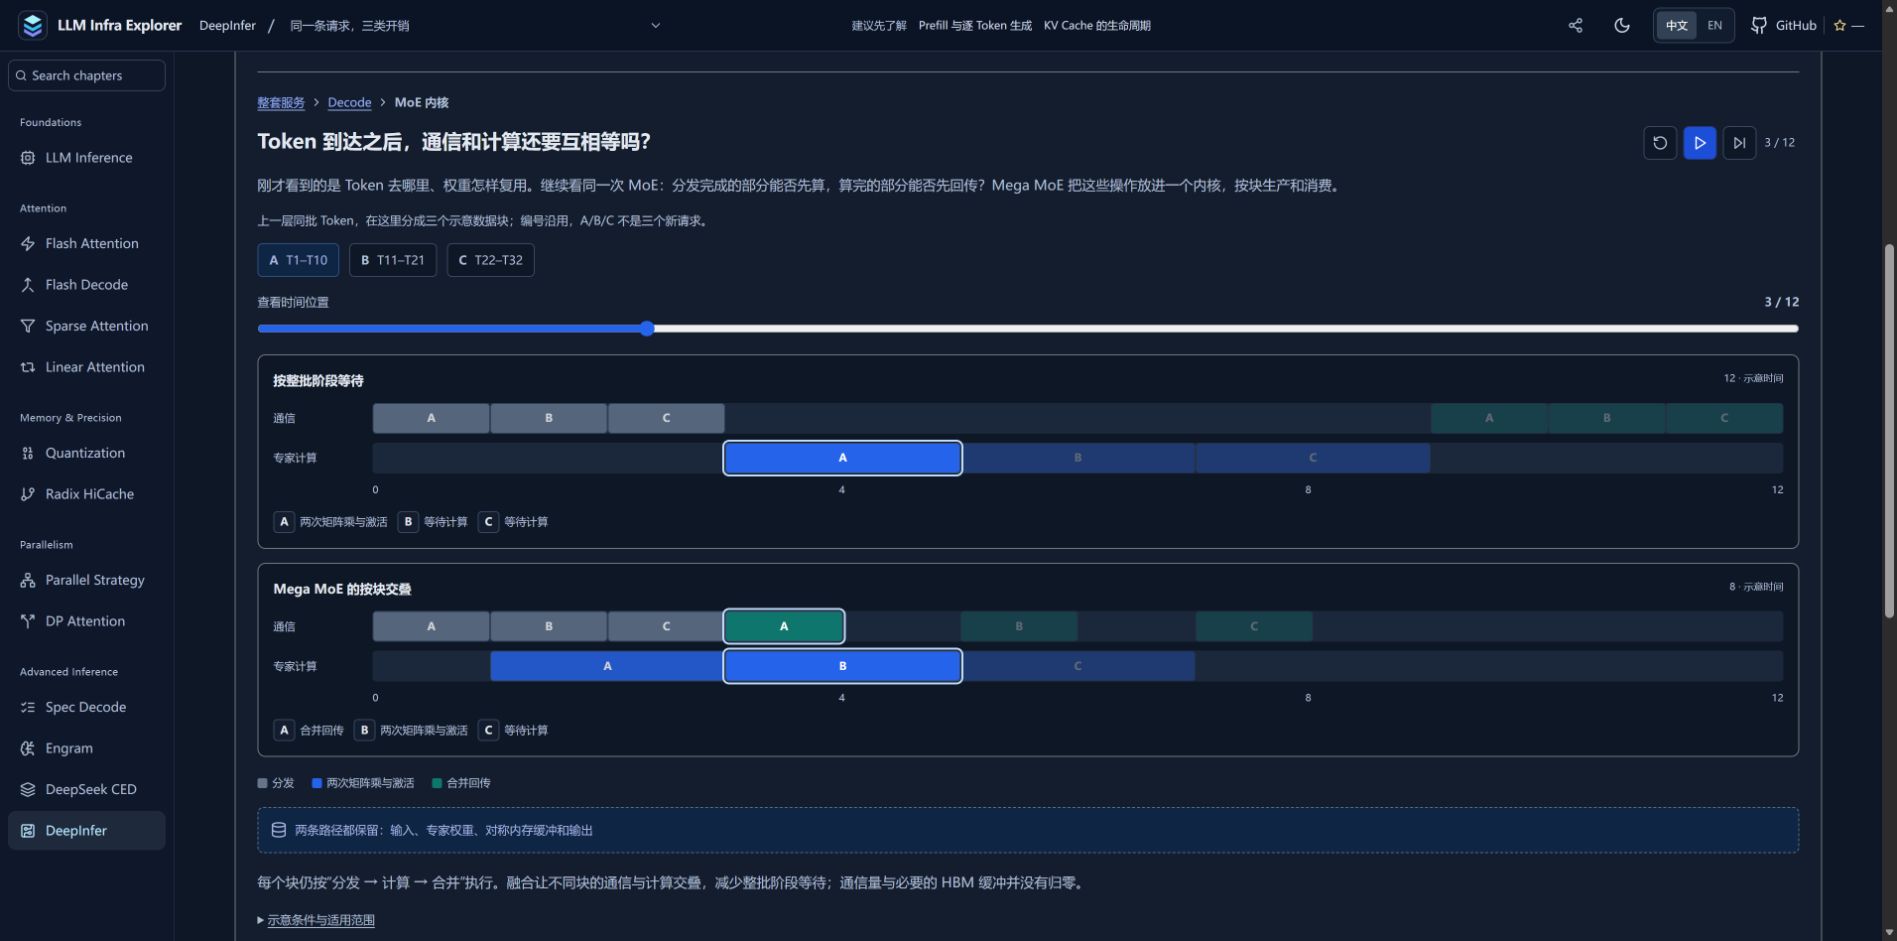 LLM Infra Explorer DeepInfer / 同一条请求，三类开销 建议先了解 Prefill 与逐 Token 生成 KV Cache 的生命周期 中文 EN GitHub
Search chapters
Foundations
LLM Inference
Attention
Flash Attention
Flash Decode
Sparse Attention
Linear Attention
Memory & Precision
Quantization
Radix HiCache
Parallelism
Parallel Strategy
DP Attention
Advanced Inference
Spec Decode
Engram
DeepSeek CED
DeepInfer
整套服务 > Decode > MoE 内核
Token 到达之后，通信和计算还要互相等吗？
3 / 12
刚才看到的是 Token 去哪里、权重怎样复用。继续看同一次 MoE：分发完成的部分能否先算，算完的部分能否先回传？Mega MoE 把这些操作放进一个内核，按块生产和消费。
上一层同批 Token，在这里分成三个示意数据块；编号沿用，A/B/C 不是三个新请求。
A T1–T10 B T11–T21 C T22–T32
查看时间位置 3 / 12
按整批阶段等待 12 · 示意时间
通信 A B C A B C
专家计算 A B C
0 4 8 12
A 两次矩阵乘与激活 B 等待计算 C 等待计算
Mega MoE 的按块交叠 8 · 示意时间
通信 A B C A B C
专家计算 A B C
0 4 8 12
A 合并回传 B 两次矩阵乘与激活 C 等待计算
分发 两次矩阵乘与激活 合并回传
两条路径都保留：输入、专家权重、对称内存缓冲和输出
每个块仍按“分发 → 计算 → 合并”执行。融合让不同块的通信与计算交叠，减少整批阶段等待；通信量与必要的 HBM 缓冲并没有归零。
示意条件与适用范围